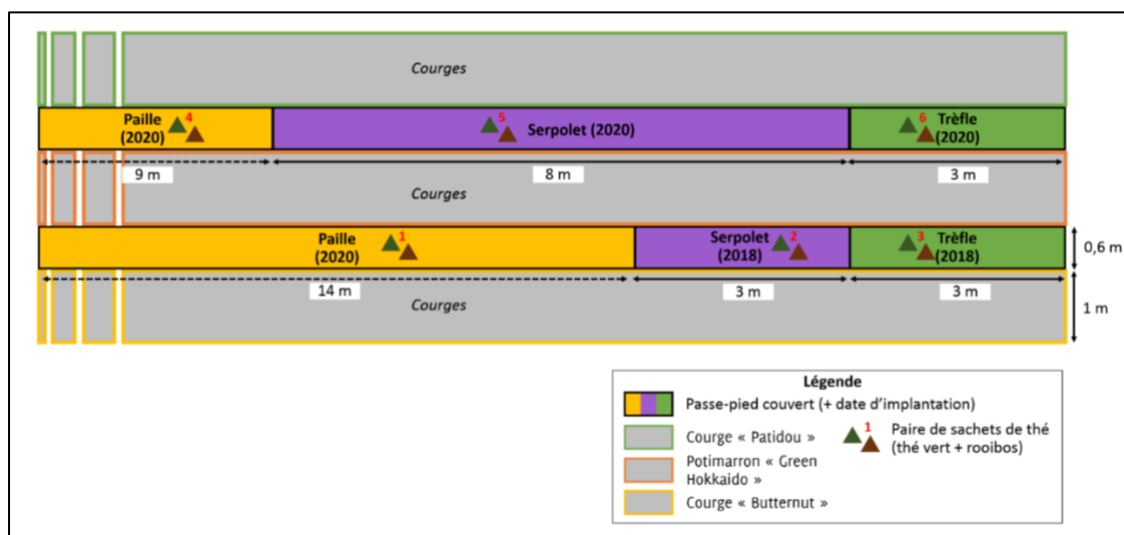 Courges
Paille
(2020)
4
5
Serpolet (2020)
6
Trèfle
(2020)
9 m
8 m
3 m
Courges
Paille
(2020)
1
Serpolet
(2018)
2
3
Trèfle
(2018)
0,6 m
14 m
3 m
3 m
Courges
1 m
Légende
Passe-pied couvert (+ date d'implantation)
Courge « Patidou »
1
Paire de sachets de thé
(thé vert + rooibos)
Potimarron « Green
Hokkaido »
Courge « Butternut »